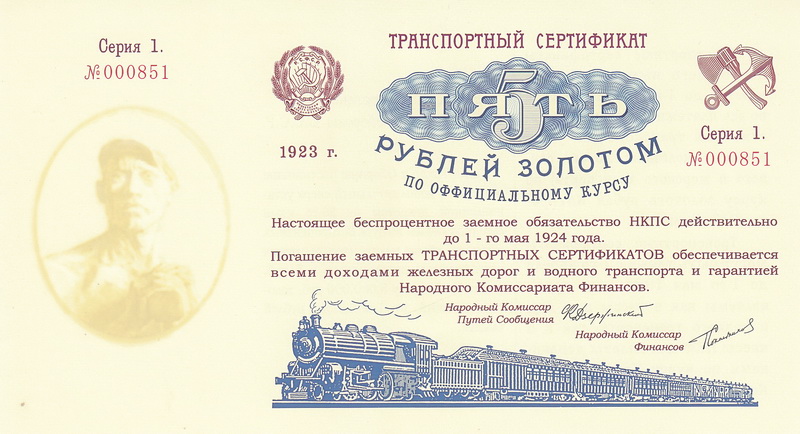 Серия 1.
№000851
ТРАНСПОРТНЫЙ СЕРТИФИКАТ
РСФСР
5
ПЯТЬ
РУБЛЕЙ ЗОЛОТОМ
ПО ОФФИЦИАЛЬНОМУ КУРСУ
1923 г.
Серия 1.
№000851
Настоящее беспроцентное заемное обязательство НКПС действительно
до 1 - го мая 1924 года.
Погашение заемных ТРАНСПОРТНЫХ СЕРТИФИКАТОВ обеспечивается
всеми доходами железных дорог и водного транспорта и гарантией
Народного Комиссариата Финансов.
Народный Комиссар
Путей Сообщения
Народный Комиссар
Финансов